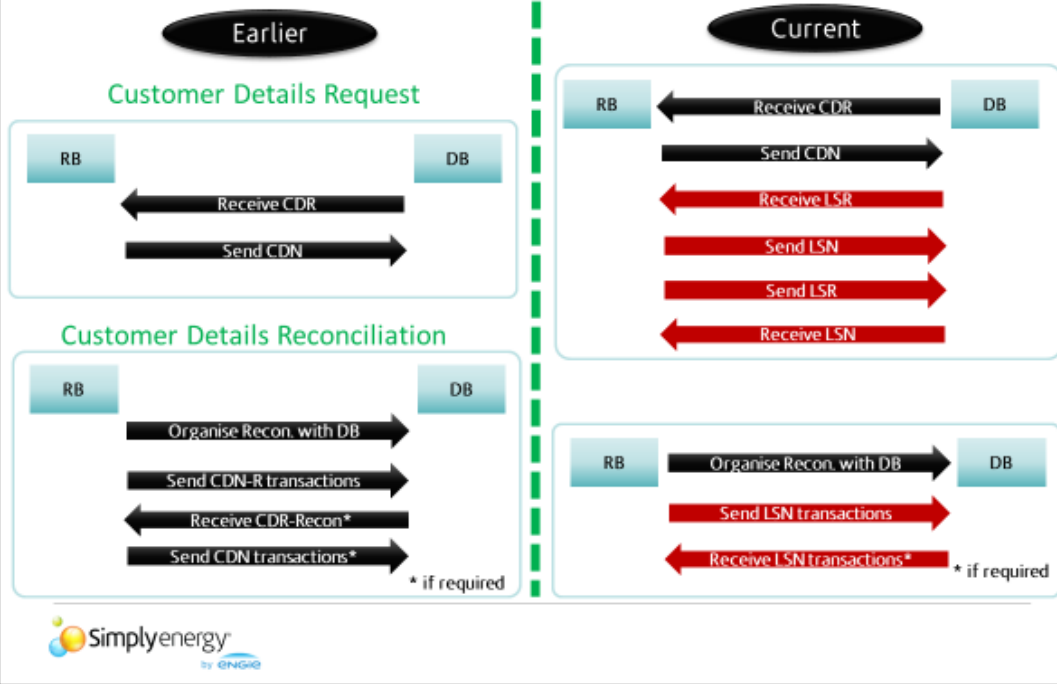 Earlier
Customer Details Request
RB
DB
Receive CDR
Send CDN
Customer Details Reconciliation
RB
DB
Organise Recon. with DB
Send CDN-R transactions
Receive CDR-Recon*
Send CDN transactions*
* if required
Current
RB
DB
Receive CDR
Send CDN
Receive LSR
Send LSN
Send LSR
Receive LSN
RB
DB
Organise Recon. with DB
Send LSN transactions
Receive LSN transactions*
* if required
Simplyenergy
by ENGIE